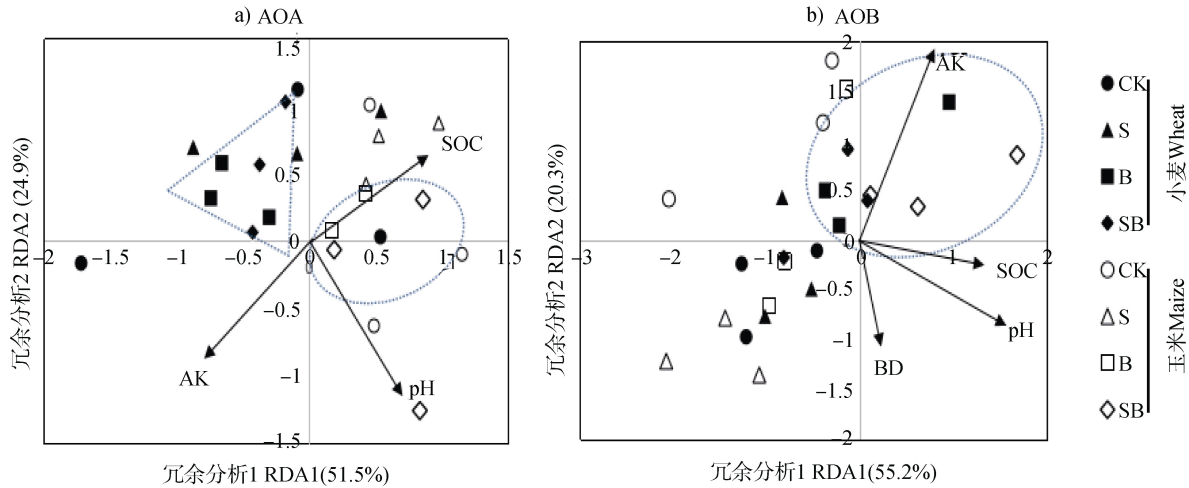 a) AOA
1.5
1
0.5
0
−2
−1.5
−1
−0.5
0.5
1
1.5
−0.5
−1
−1.5
SOC
AK
pH
冗余分析2 RDA2 (24.9%)
冗余分析1 RDA1(51.5%)
b) AOB
2
1.5
1
0.5
0
−3
−2
−1
1
2
−0.5
−1
−1.5
−2
AK
SOC
pH
BD
冗余分析2 RDA2 (20.3%)
冗余分析1 RDA1(55.2%)
CK
S
B
SB
小麦Wheat
CK
S
B
SB
玉米Maize